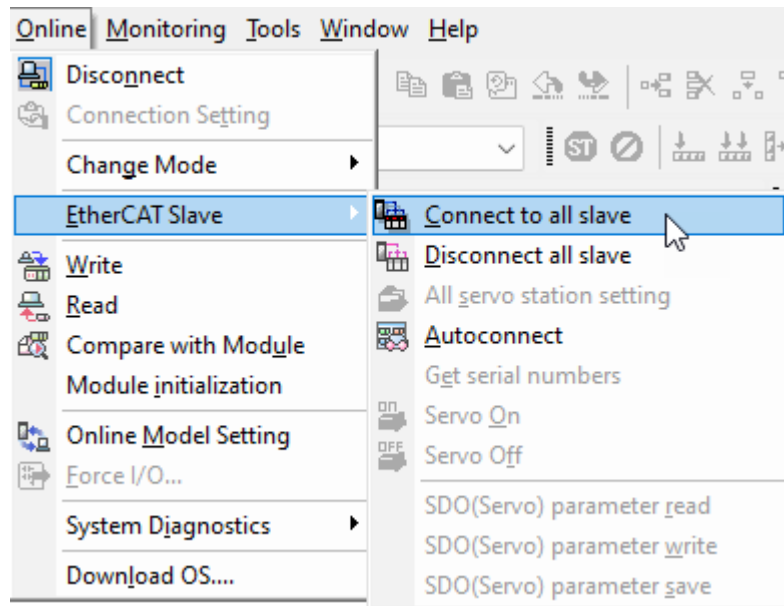 Online Monitoring Tools Window Help
Disconnect
Connection Setting
Change Mode
EtherCAT Slave
Write
Read
Compare with Module
Module initialization
Online Model Setting
Force I/O...
System Diagnostics
Download OS....
ST
Connect to all slave
Disconnect all slave
All servo station setting
Autoconnect
Get serial numbers
on
Servo On
OFF
Servo Off
SDO(Servo) parameter read
SDO(Servo) parameter write
SDO(Servo) parameter save